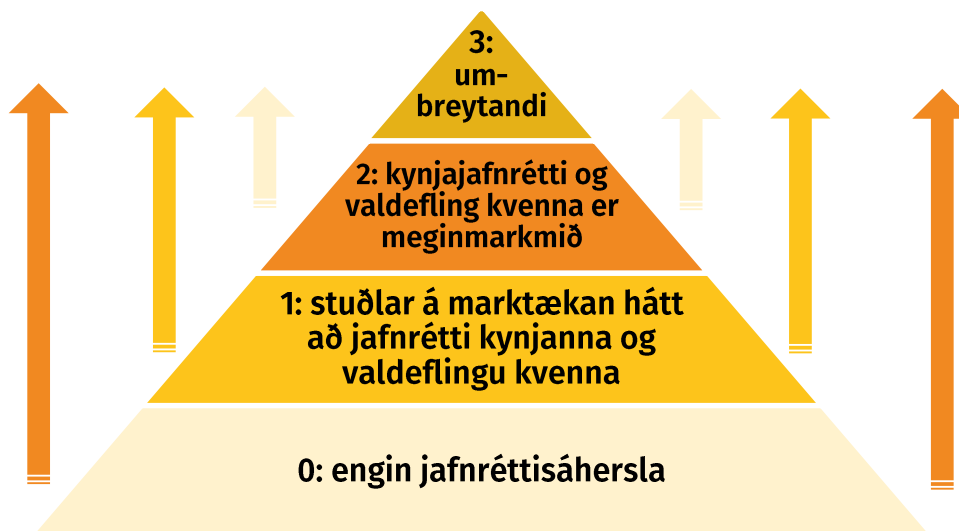 3:
um-
breytandi
2: kynjajafnrétti og
valdefling kvenna er
meginmarkmið
1: stuðlar á marktækan hátt
að jafnrétti kynjanna og
valdeflingu kvenna
0: engin jafnréttisáhersla